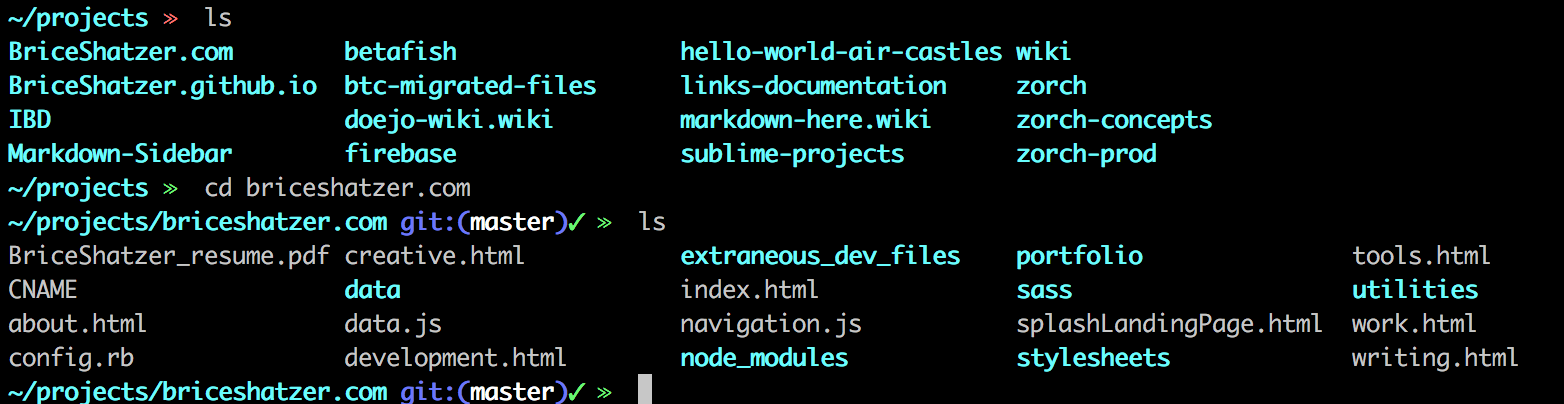 ~/projects » ls
BriceShatzer.com betafish hello-world-air-castles wiki
BriceShatzer.github.io btc-migrated-files links-documentation zorch
IBD doejo-wiki.wiki markdown-here.wiki zorch-concepts
Markdown-Sidebar firebase sublime-projects zorch-prod
~/projects » cd briceshatzer.com
~/projects/briceshatzer.com git:(master)✓ » ls
BriceShatzer_resume.pdf creative.html extraneous_dev_files portfolio tools.html
CNAME data index.html sass utilities
about.html data.js navigation.js splashLandingPage.html work.html
config.rb development.html node_modules stylesheets writing.html
~/projects/briceshatzer.com git:(master)✓ »